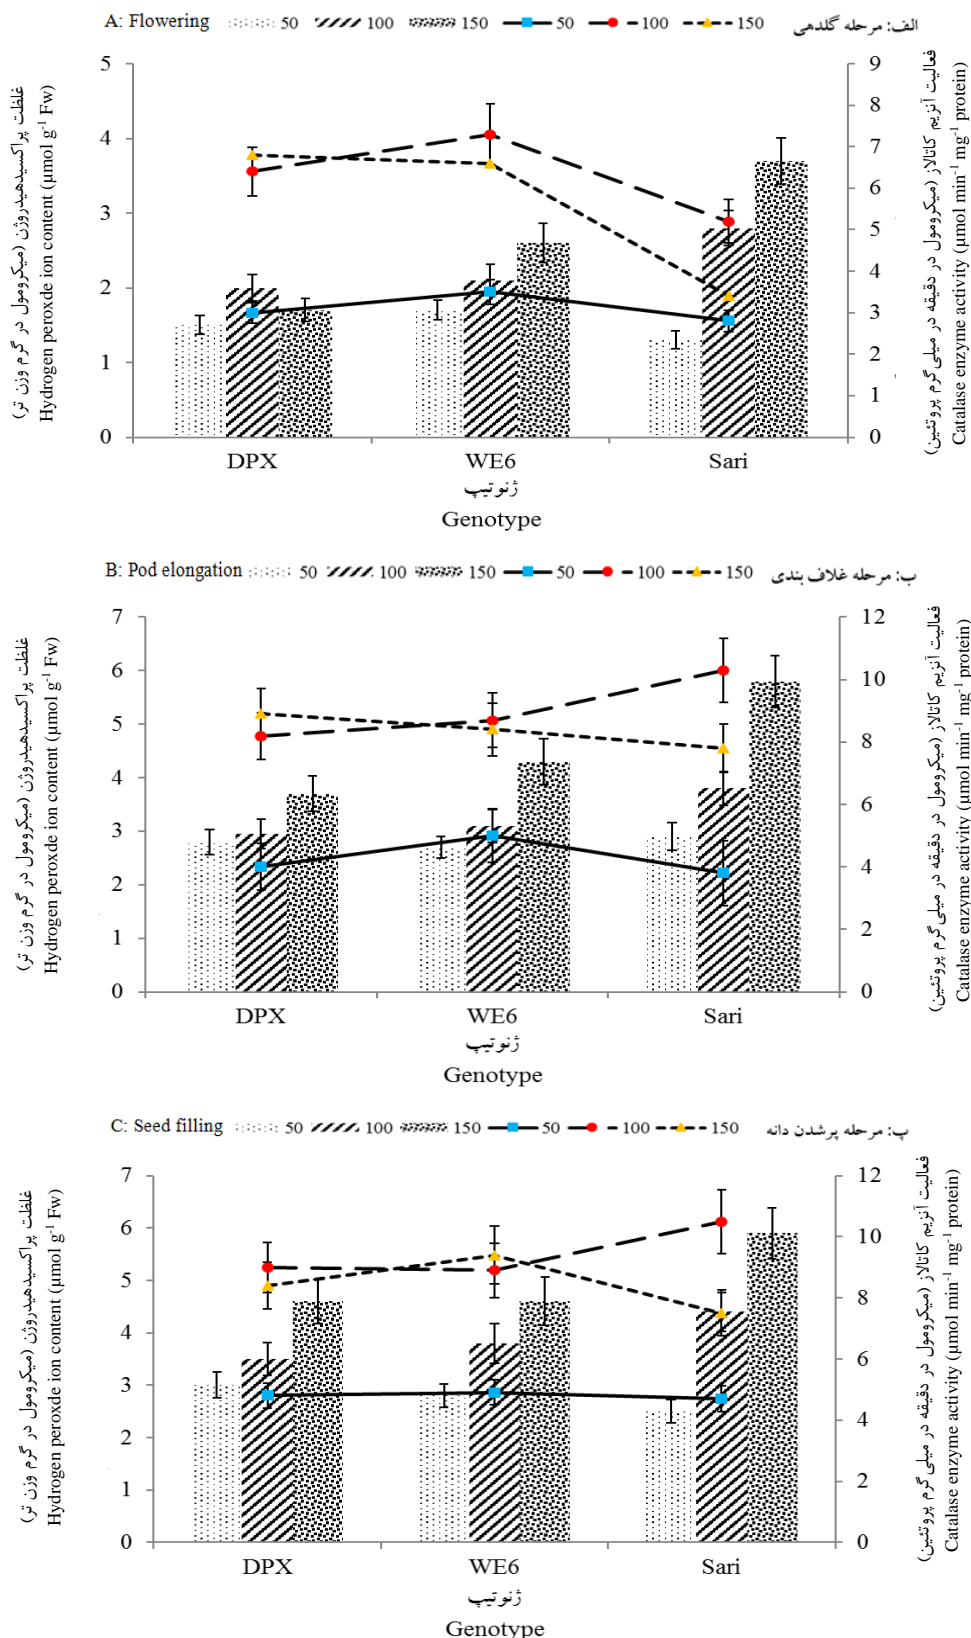 A: Flowering 50 100 150 50 100 150 الف: مرحله گلدهی
غلظت پراکسیدهیدروژن (میکرومول در گرم وزن تر)
Hydrogen peroxde ion content (µmol g-1 Fw)
5
4
3
2
1
0
9
8
7
6
5
4
3
2
1
0
فعالیت آنزیم کاتالاز (میکرومول در دقیقه در میلی‌گرم پروتئین)
Catalase enzyme activity (µmol min-1 mg-1 protein)
DPX WE6 Sari
ژنوتیپ
Genotype
B: Pod elongation 50 100 150 50 100 150 ب: مرحله غلاف بندی
غلظت پراکسیدهیدروژن (میکرومول در گرم وزن تر)
Hydrogen peroxde ion content (µmol g-1 Fw)
7
6
5
4
3
2
1
0
12
10
8
6
4
2
0
فعالیت آنزیم کاتالاز (میکرومول در دقیقه در میلی‌گرم پروتئین)
Catalase enzyme activity (µmol min-1 mg-1 protein)
DPX WE6 Sari
ژنوتیپ
Genotype
C: Seed filling 50 100 150 50 100 150 پ: مرحله پرشدن دانه
غلظت پراکسیدهیدروژن (میکرومول در گرم وزن تر)
Hydrogen peroxde ion content (µmol g-1 Fw)
7
6
5
4
3
2
1
0
12
10
8
6
4
2
0
فعالیت آنزیم کاتالاز (میکرومول در دقیقه در میلی‌گرم پروتئین)
Catalase enzyme activity (µmol min-1 mg-1 protein)
DPX WE6 Sari
ژنوتیپ
Genotype